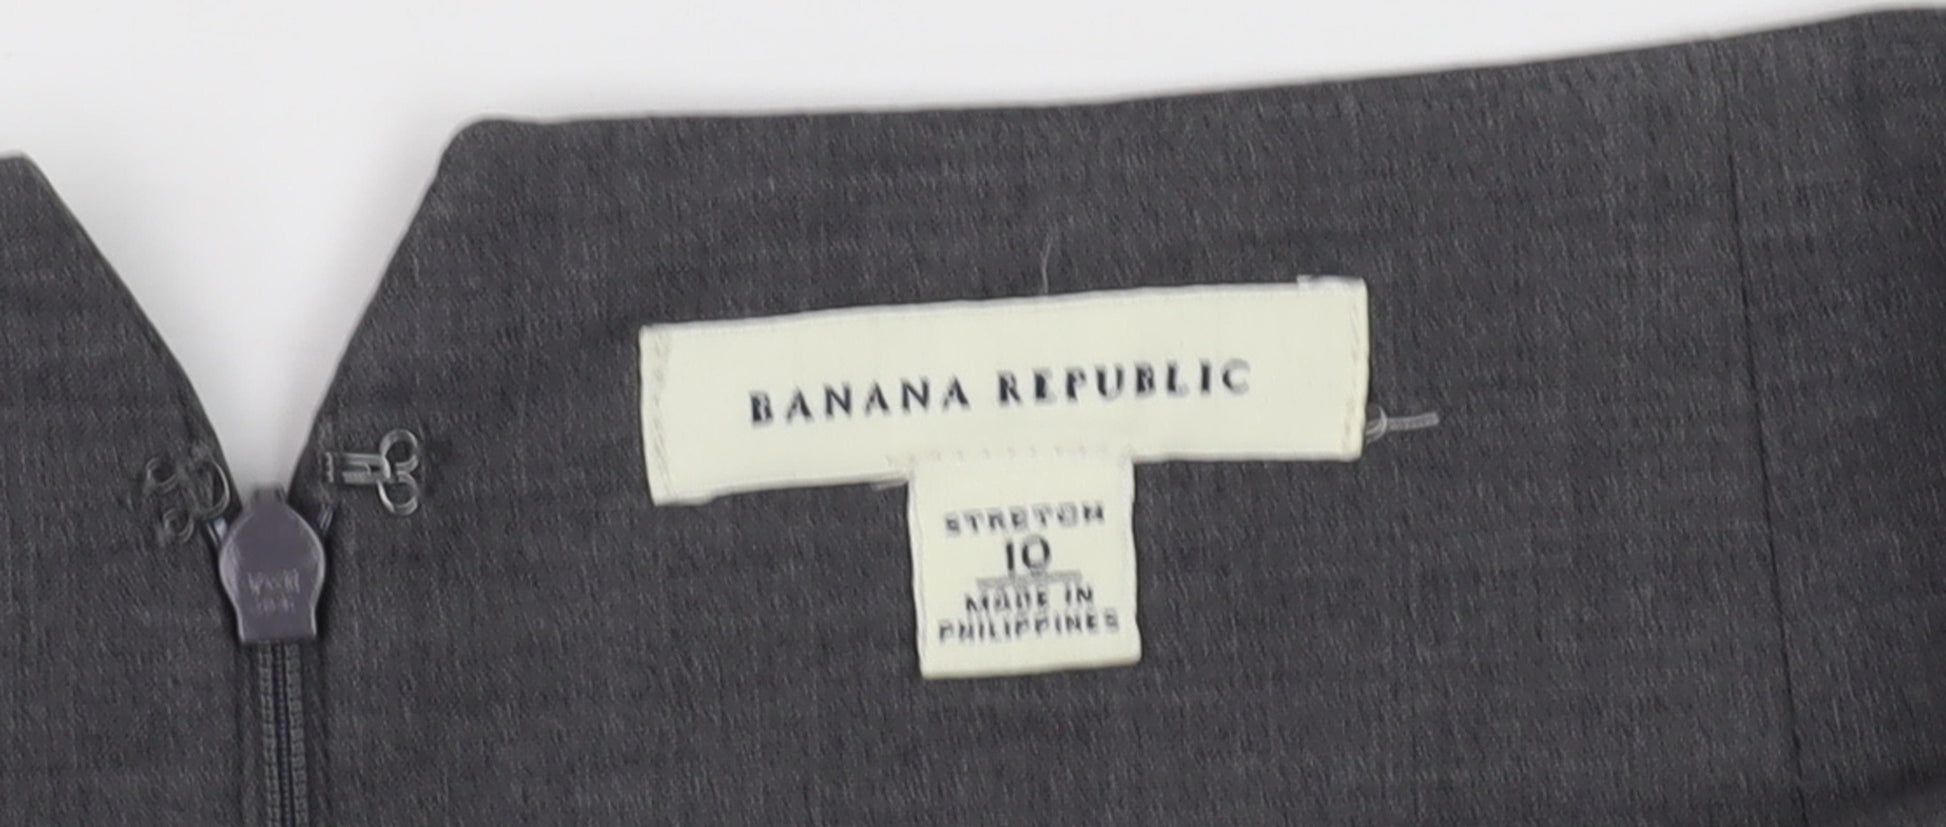 BANANA REPUBLIC
STRETCH
10
MADE IN
PHILIPPINES